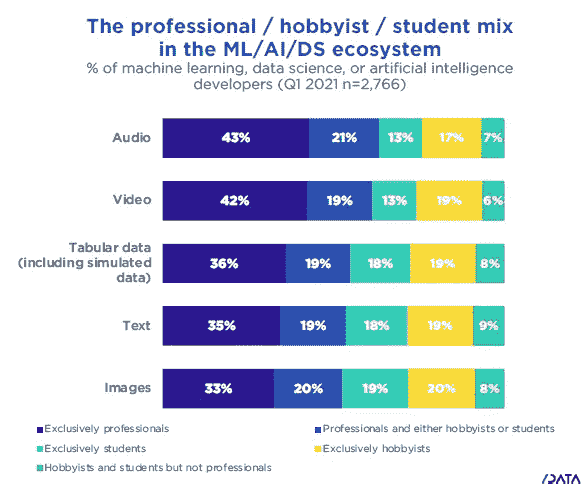 The professional / hobbyist / student mix
in the ML/AI/DS ecosystem
% of machine learning, data science, or artificial intelligence
developers (Q1 2021 n=2,766)
Audio 43% 21% 13% 17% 7%
Video 42% 19% 13% 19% 6%
Tabular data
(including simulated
data)
36% 19% 18% 19% 8%
Text 35% 19% 18% 19% 9%
Images 33% 20% 19% 20% 8%
Exclusively professionals
Professionals and either hobbyists or students
Exclusively students
Exclusively hobbyists
Hobbyists and students but not professionals
/DATA